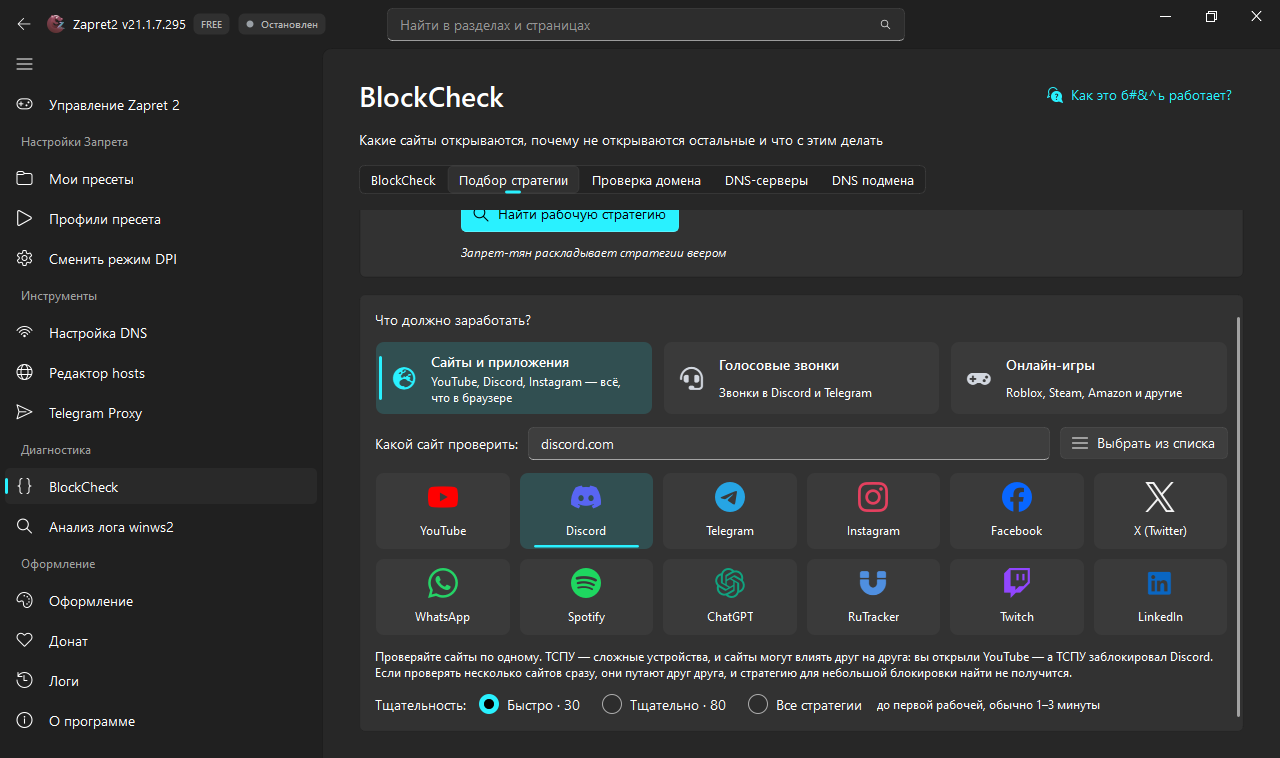 Zapret2 v21.1.7.295
FREE
Остановлен
Найти в разделах и страницах
Управление Zapret 2
Настройки Запрета
Мои пресеты
Профили пресета
Сменить режим DPI
Инструменты
Настройка DNS
Редактор hosts
Telegram Proxy
Диагностика
BlockCheck
Анализ лога winws2
Оформление
Оформление
Донат
Логи
О программе
BlockCheck
Как это б#&^ь работает?
Какие сайты открываются, почему не открываются остальные и что с этим делать
BlockCheck
Подбор стратегии
Проверка домена
DNS-серверы
DNS подмена
Найти рабочую стратегию
Запрет-тян раскладывает стратегии веером
Что должно заработать?
Сайты и приложения
YouTube, Discord, Instagram — всё,
что в браузере
Голосовые звонки
Звонки в Discord и Telegram
Онлайн-игры
Roblox, Steam, Amazon и другие
Какой сайт проверить:
discord.com
Выбрать из списка
YouTube
Discord
Telegram
Instagram
Facebook
X (Twitter)
WhatsApp
Spotify
ChatGPT
RuTracker
Twitch
LinkedIn
Проверяйте сайты по одному. ТСПУ — сложные устройства, и сайты могут влиять друг на друга: вы открыли YouTube — а ТСПУ заблокировал Discord.
Если проверять несколько сайтов сразу, они путают друг друга, и стратегию для небольшой блокировки найти не получится.
Тщательность:
Быстро · 30
Тщательно · 80
Все стратегии
до первой рабочей, обычно 1–3 минуты